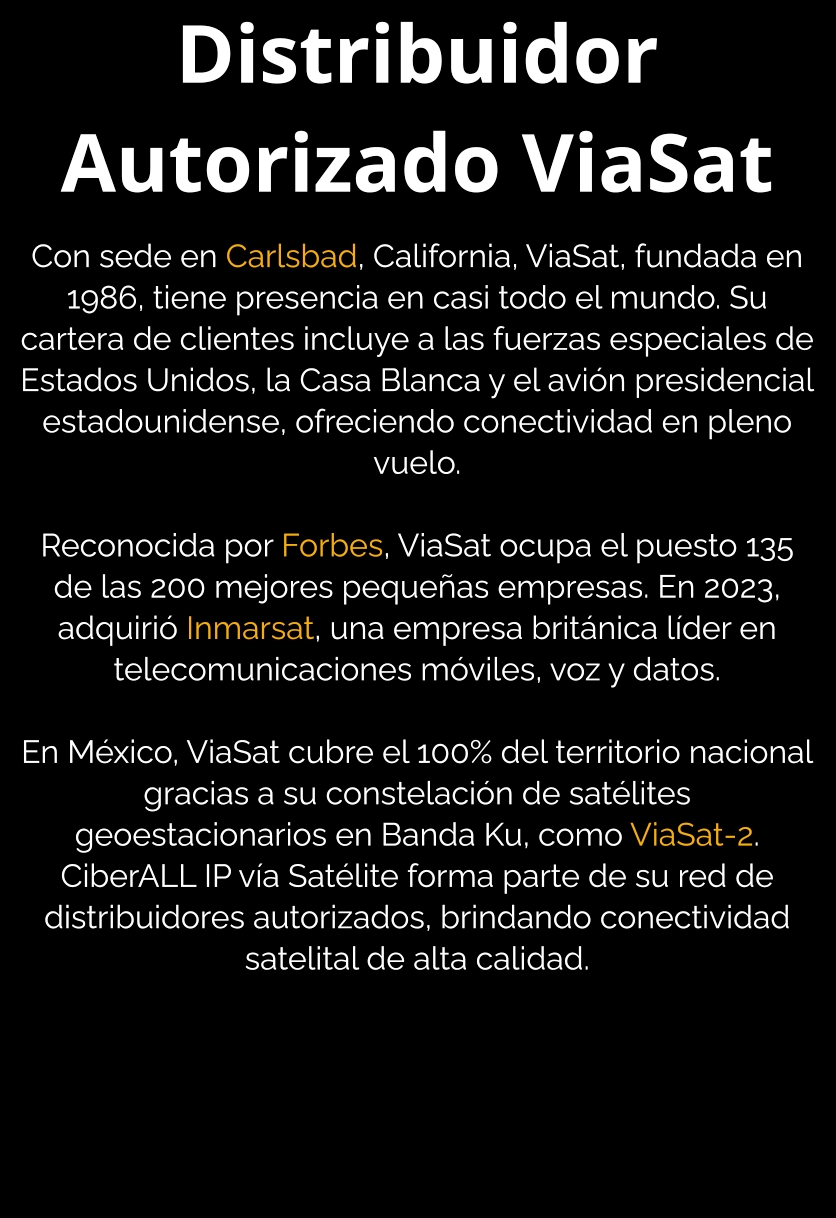 Distribuidor
Autorizado ViaSat
Con sede en Carlsbad, California, ViaSat, fundada en
1986, tiene presencia en casi todo el mundo. Su
cartera de clientes incluye a las fuerzas especiales de
Estados Unidos, la Casa Blanca y el avión presidencial
estadounidense, ofreciendo conectividad en pleno
vuelo.
Reconocida por Forbes, ViaSat ocupa el puesto 135
de las 200 mejores pequeñas empresas. En 2023,
adquirió Inmarsat, una empresa británica líder en
telecomunicaciones móviles, voz y datos.
En México, ViaSat cubre el 100% del territorio nacional
gracias a su constelación de satélites
geoestacionarios en Banda Ku, como ViaSat-2.
CiberALL IP vía Satélite forma parte de su red de
distribuidores autorizados, brindando conectividad
satelital de alta calidad.